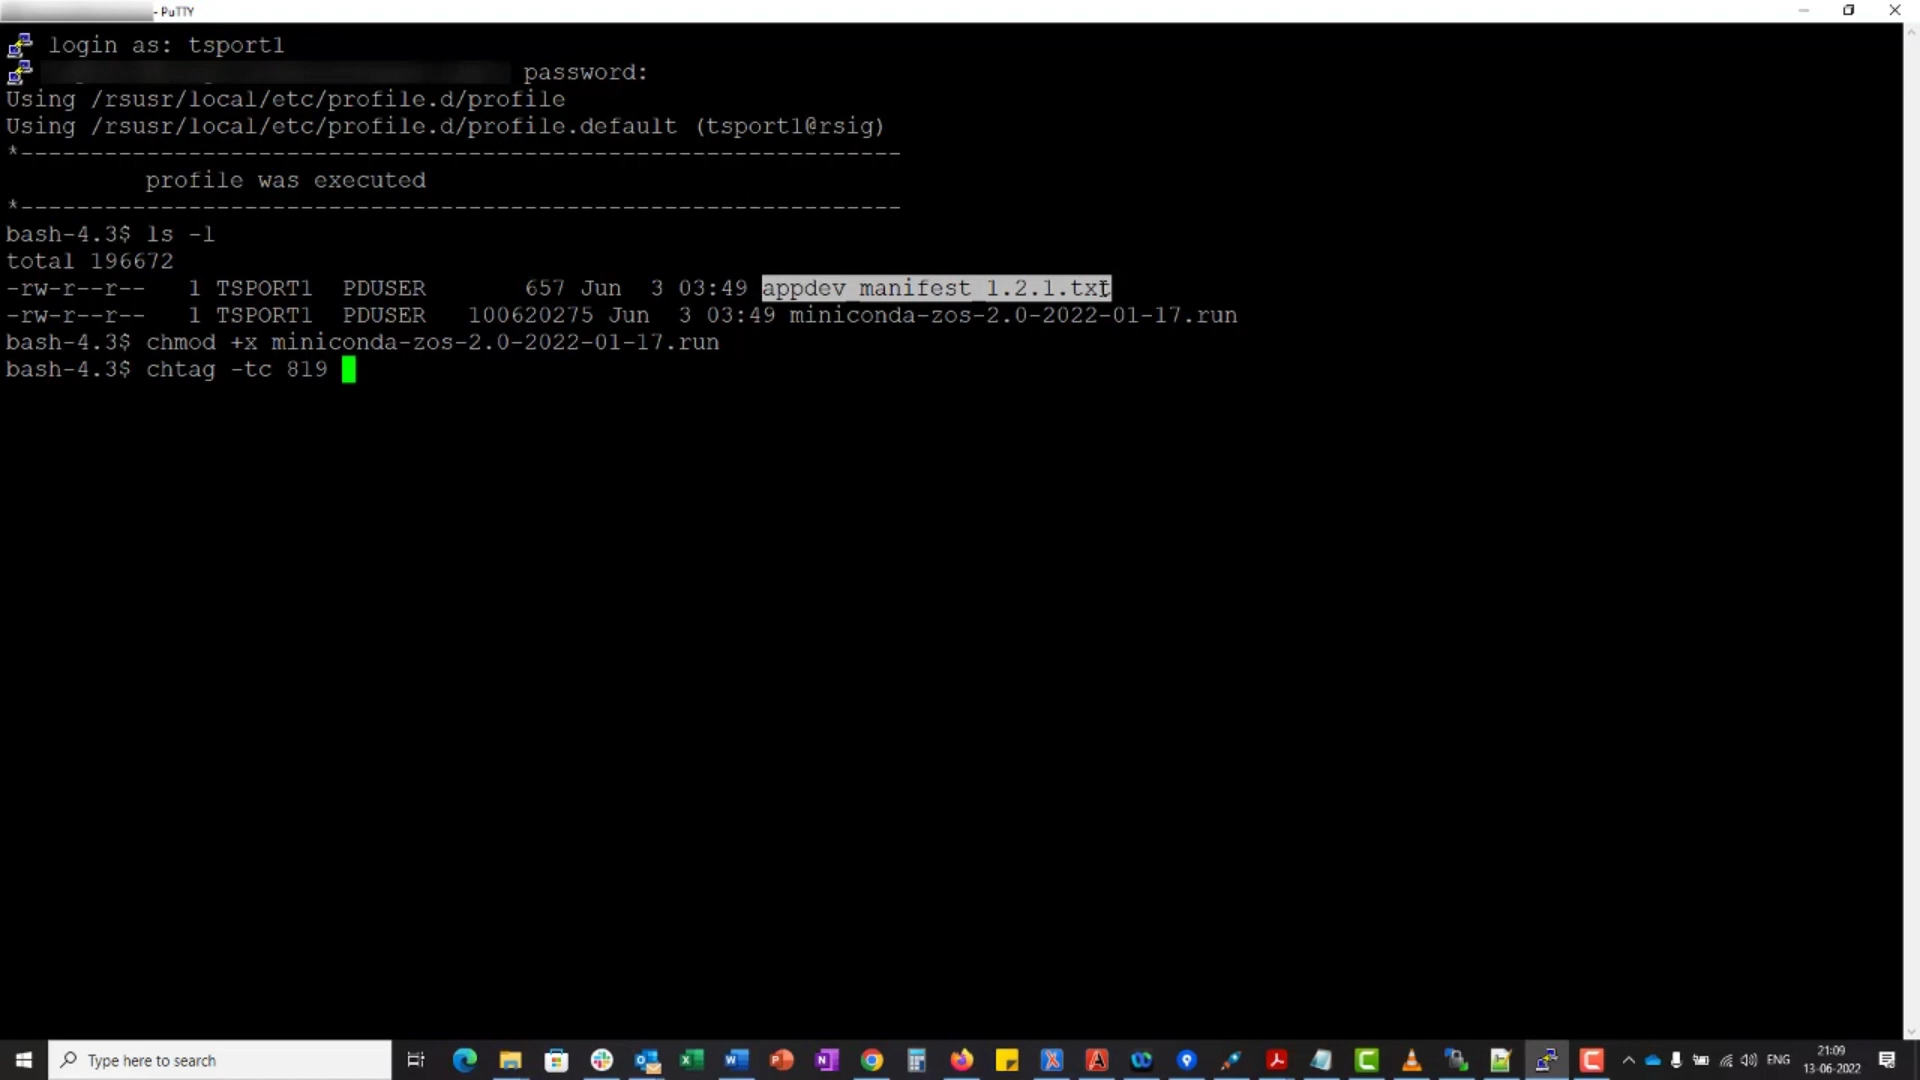 - PuTTY
login as: tsport1
password:
Using /rsusr/local/etc/profile.d/profile
Using /rsusr/local/etc/profile.d/profile.default (tsport1@rsig)
*---------------------------------------------------------------
profile was executed
*---------------------------------------------------------------
bash-4.3$ ls -l
total 196672
-rw-r--r-- 1 TSPORT1 PDUSER 657 Jun 3 03:49 appdev_manifest_1.2.1.txt
-rw-r--r-- 1 TSPORT1 PDUSER 100620275 Jun 3 03:49 miniconda-zos-2.0-2022-01-17.run
bash-4.3$ chmod +x miniconda-zos-2.0-2022-01-17.run
bash-4.3$ chtag -tc 819
Type here to search
ENG
21:09
13-06-2022